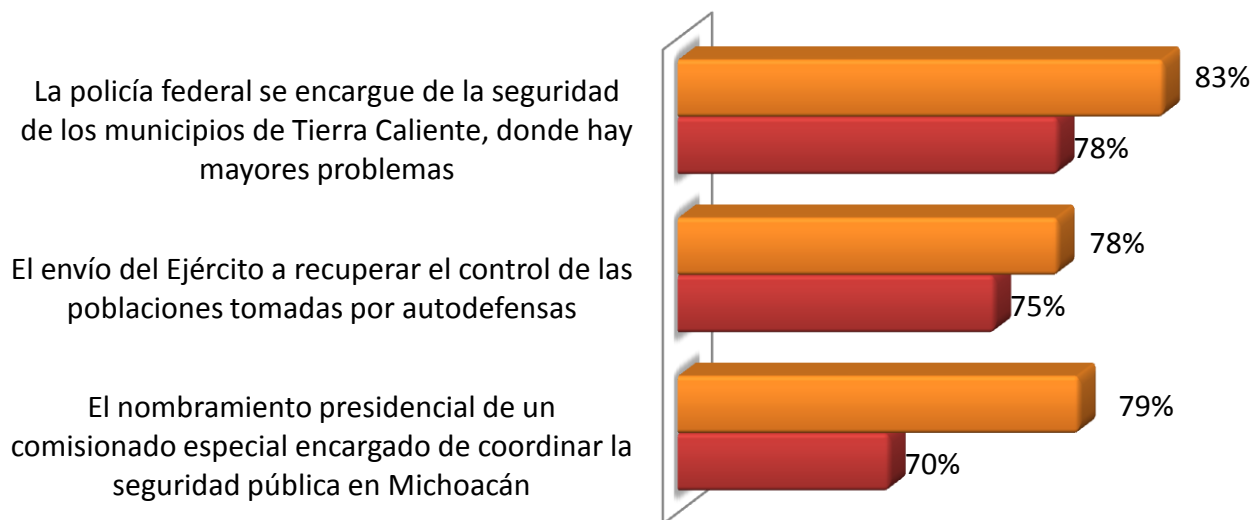 La policía federal se encargue de la seguridad
de los municipios de Tierra Caliente, donde hay
mayores problemas
83%
78%
El envío del Ejército a recuperar el control de las
poblaciones tomadas por autodefensas
78%
75%
El nombramiento presidencial de un
comisionado especial encargado de coordinar la
seguridad pública en Michoacán
79%
70%